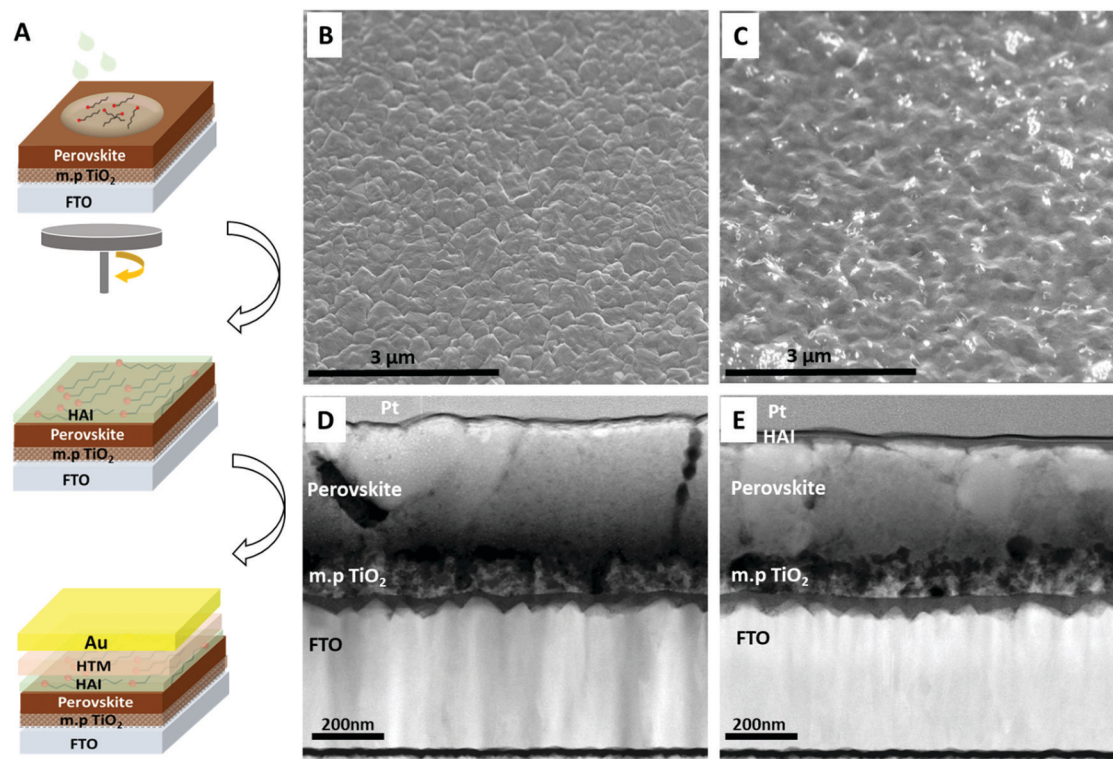 A
Perovskite
m.p TiO₂
FTO
HAI
Perovskite
m.p TiO₂
FTO
Au
HTM
HAI
Perovskite
m.p TiO₂
FTO
B
3 µm
C
3 µm
D
Pt
Perovskite
m.p TiO₂
FTO
200nm
E
Pt
HAI
Perovskite
m.p TiO₂
FTO
200nm